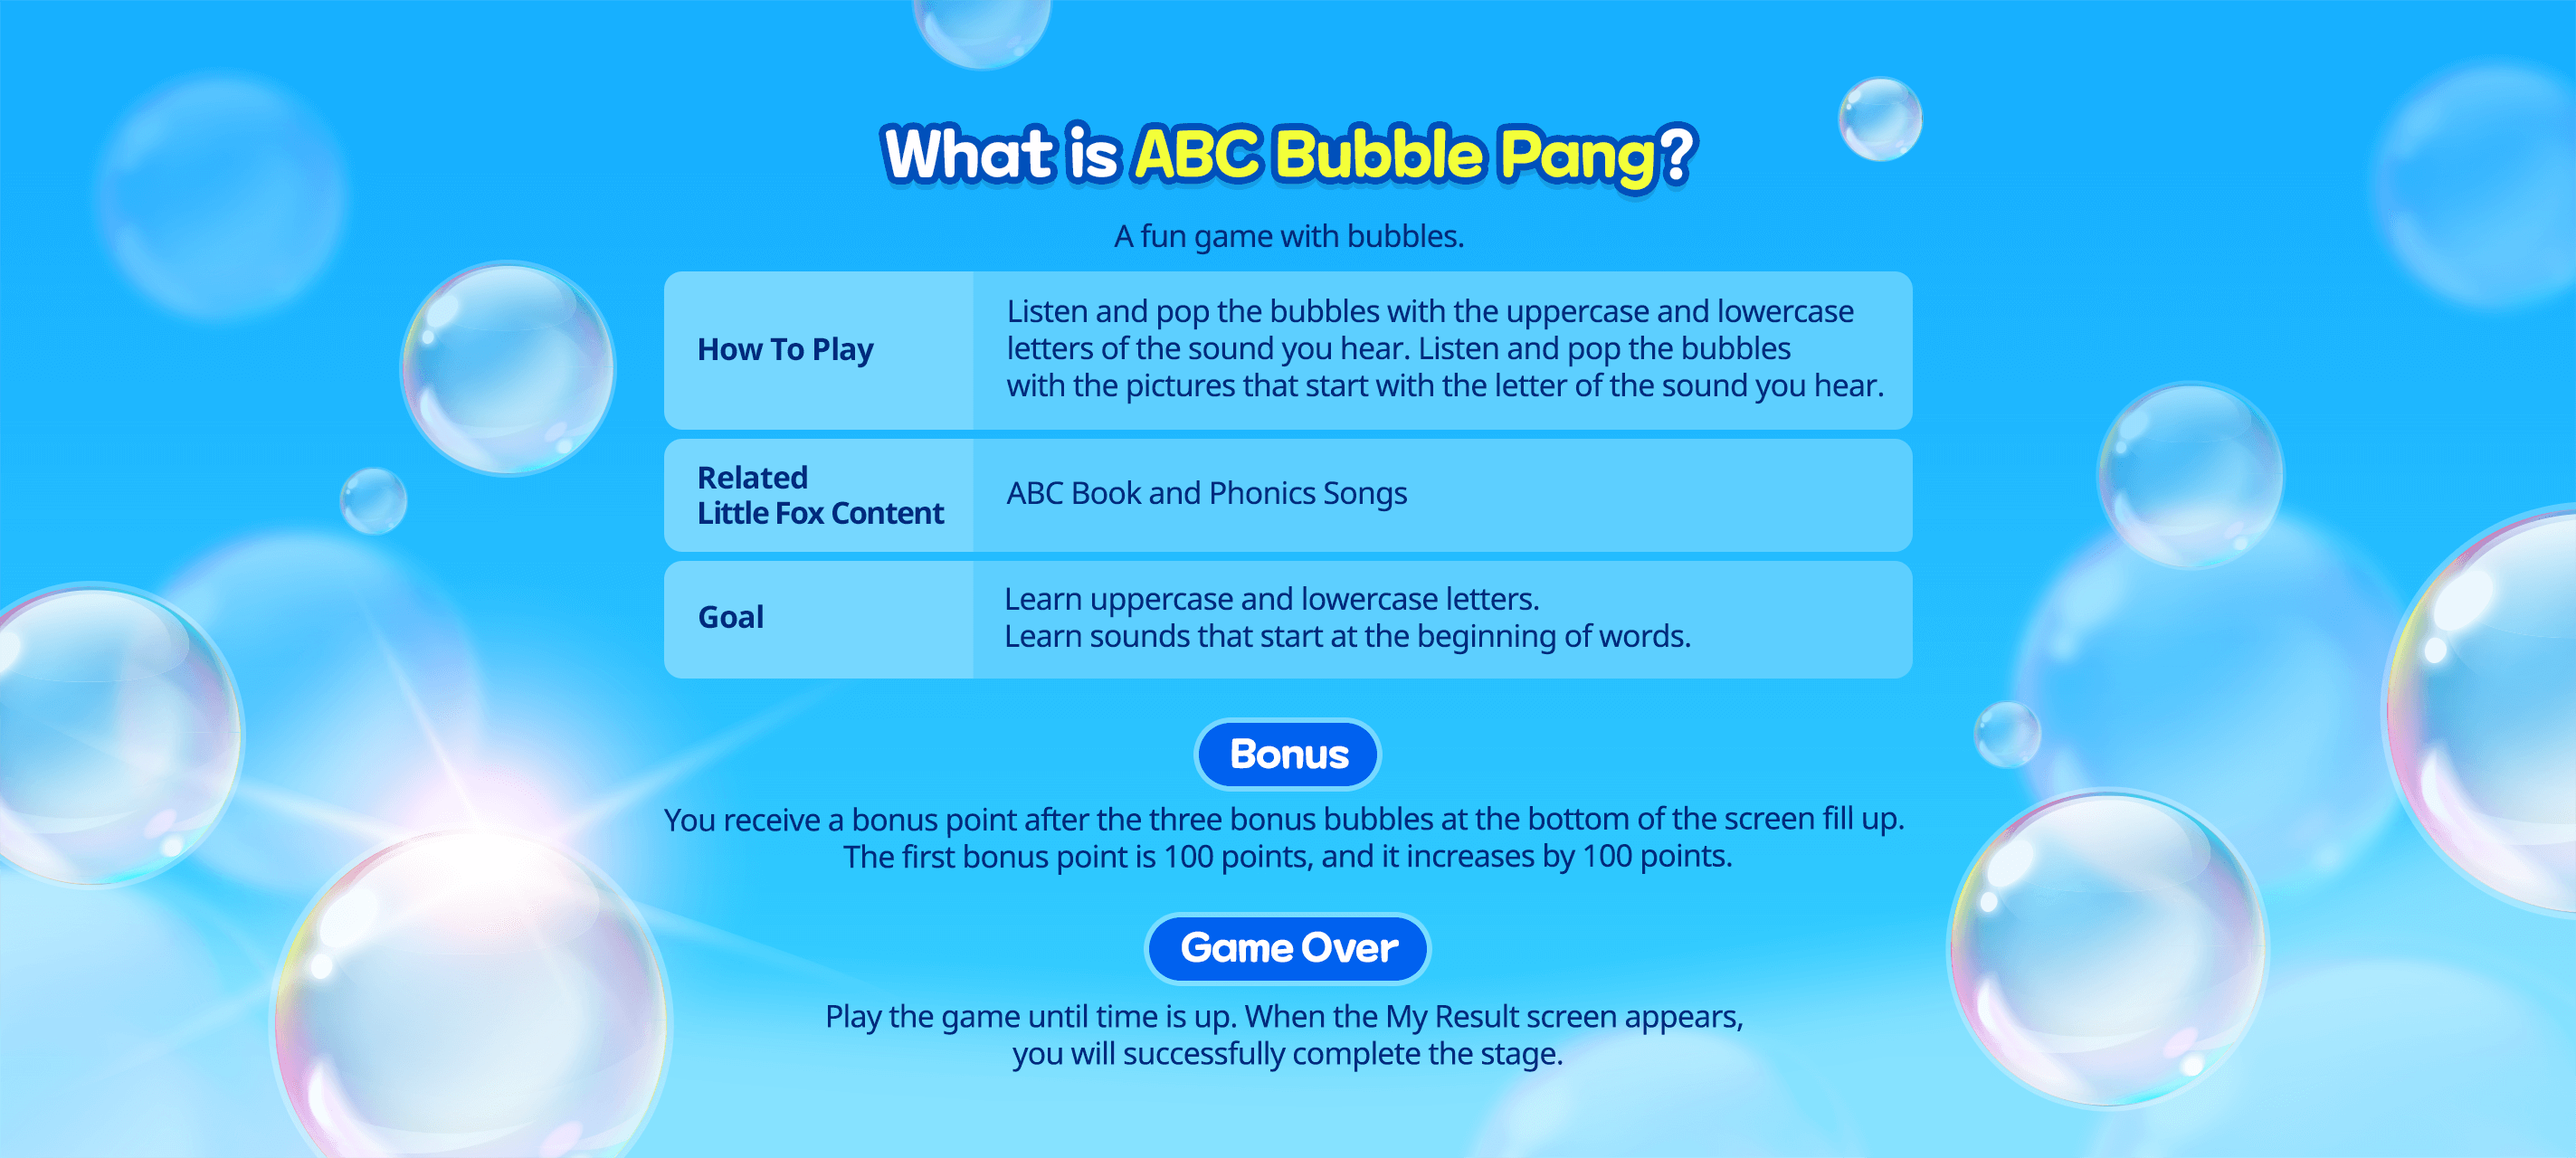 What is ABC Bubble Pang?
A fun game with bubbles.
How To Play
Listen and pop the bubbles with the uppercase and lowercase
letters of the sound you hear. Listen and pop the bubbles
with the pictures that start with the letter of the sound you hear.
Related
Little Fox Content
ABC Book and Phonics Songs
Goal
Learn uppercase and lowercase letters.
Learn sounds that start at the beginning of words.
Bonus
You receive a bonus point after the three bonus bubbles at the bottom of the screen fill up.
The first bonus point is 100 points, and it increases by 100 points.
Game Over
Play the game until time is up. When the My Result screen appears,
you will successfully complete the stage.